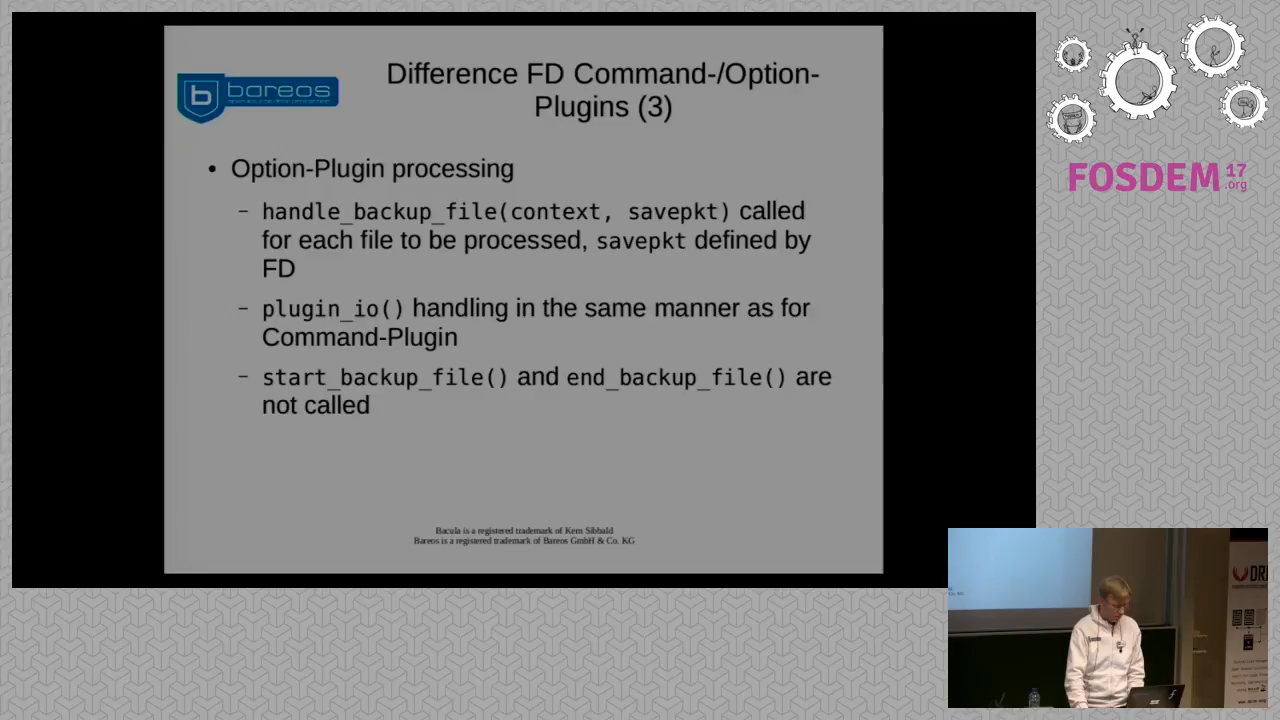 Difference FD Command-/Option-
Plugins (3)
bareos
• Option-Plugin processing
– handle_backup_file(context, savepkt) called
for each file to be processed, savepkt defined by
FD
– plugin_io() handling in the same manner as for
Command-Plugin
– start_backup_file() and end_backup_file() are
not called
Bacula is a registered trademark of Kern Sibbald
Bareos is a registered trademark of Bareos GmbH & Co. KG
FOSDEM 17
.org